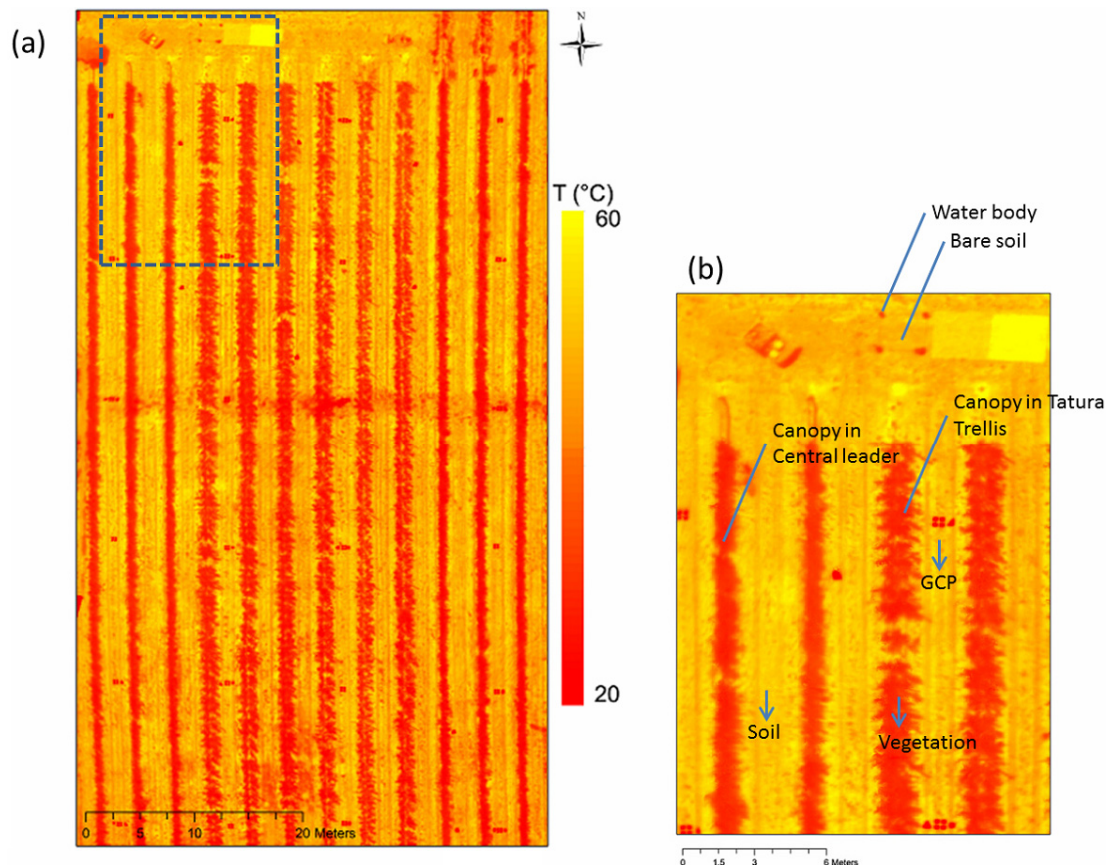 (a)
N
T (°C)
60
20
0 5 10 20 Meters
(b)
Water body
Bare soil
Canopy in Tatura
Trellis
Canopy in
Central leader
GCP
Soil
Vegetation
0 1.5 3 6 Meters